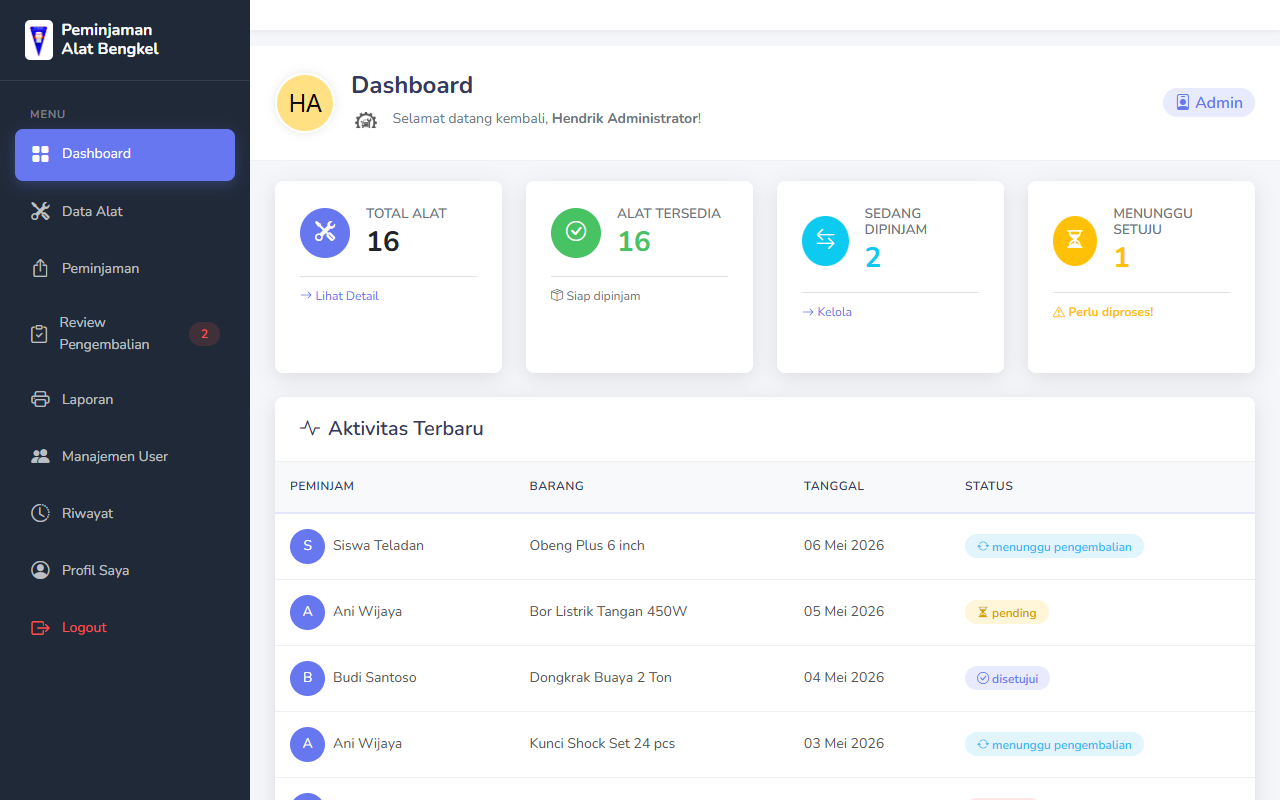 Peminjaman
Alat Bengkel
MENU
Dashboard
Data Alat
Peminjaman
Review
Pengembalian
2
Laporan
Manajemen User
Riwayat
Profil Saya
Logout
HA
Dashboard
Selamat datang kembali, Hendrik Administrator!
Admin
TOTAL ALAT
16
Lihat Detail
ALAT TERSEDIA
16
Siap dipinjam
SEDANG
DIPINJAM
2
Kelola
MENUNGGU
SETUJU
1
Perlu diproses!
Aktivitas Terbaru
PEMINJAM BARANG TANGGAL STATUS
S Siswa Teladan Obeng Plus 6 inch 06 Mei 2026 menunggu pengembalian
A Ani Wijaya Bor Listrik Tangan 450W 05 Mei 2026 pending
B Budi Santoso Dongkrak Buaya 2 Ton 04 Mei 2026 disetujui
A Ani Wijaya Kunci Shock Set 24 pcs 03 Mei 2026 menunggu pengembalian